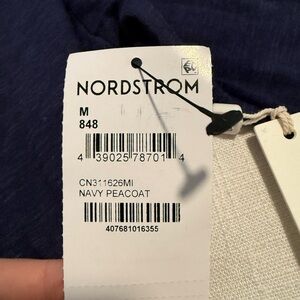 NORDSTROM
M
848
4 39025 78701 4
CN311626MI
NAVY PEACOAT
407681016355